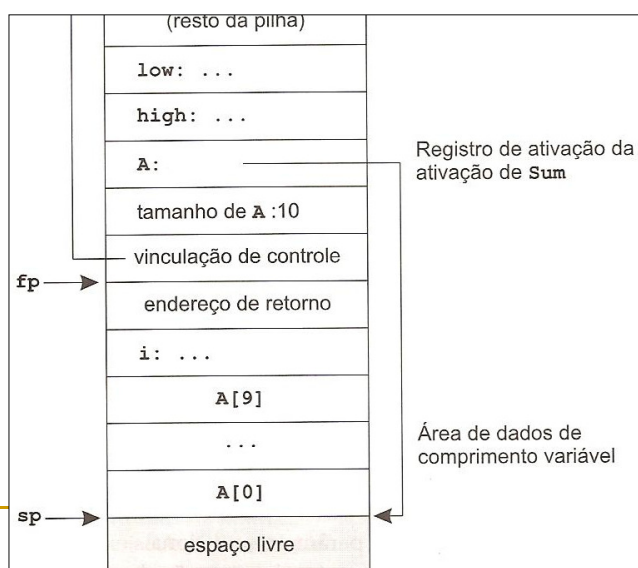 (resto da pilha)
low: ...
high: ...
A:
Registro de ativação da
ativação de Sum
tamanho de A :10
vinculação de controle
fp
endereço de retorno
i: ...
A[9]
...
Área de dados de
comprimento variável
A[0]
sp
espaço livre